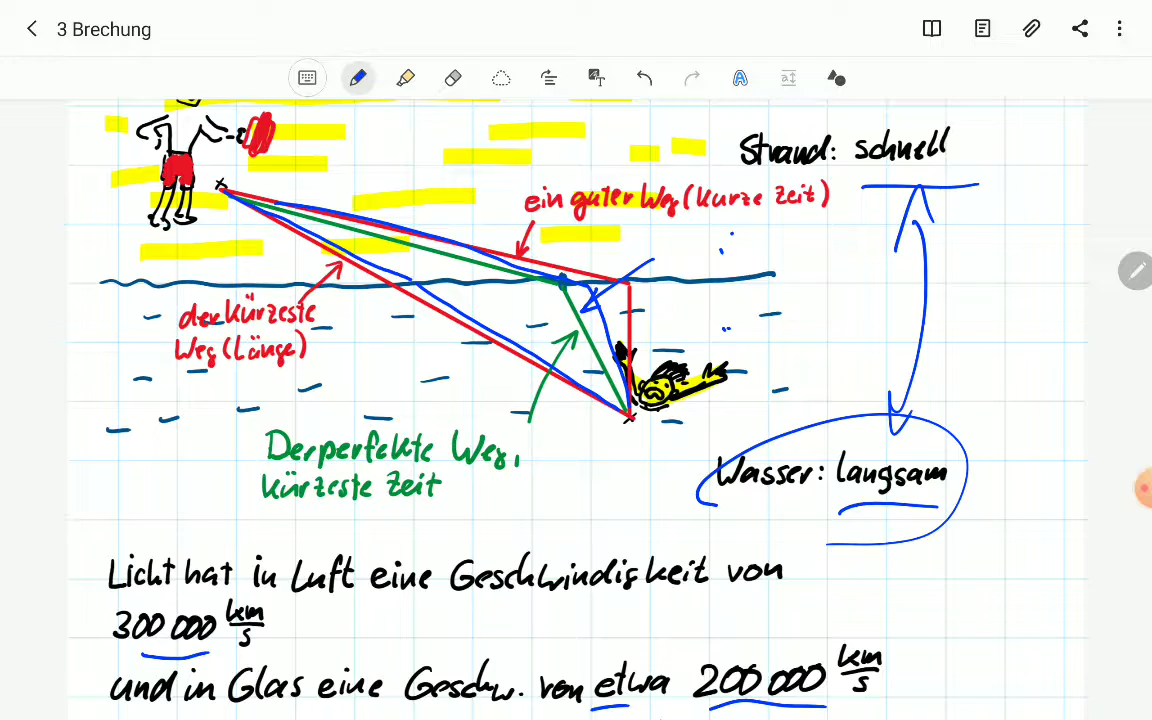 3 Brechung
Strand: schnell
ein guter Weg (kurze Zeit)
der kürzeste
Weg (Länge)
Der perfekte Weg,
kürzeste Zeit
Wasser: langsam
Licht hat in Luft eine Geschwindigkeit von
300 000 km/s
und in Glas eine Geschw. von etwa 200 000 km/s